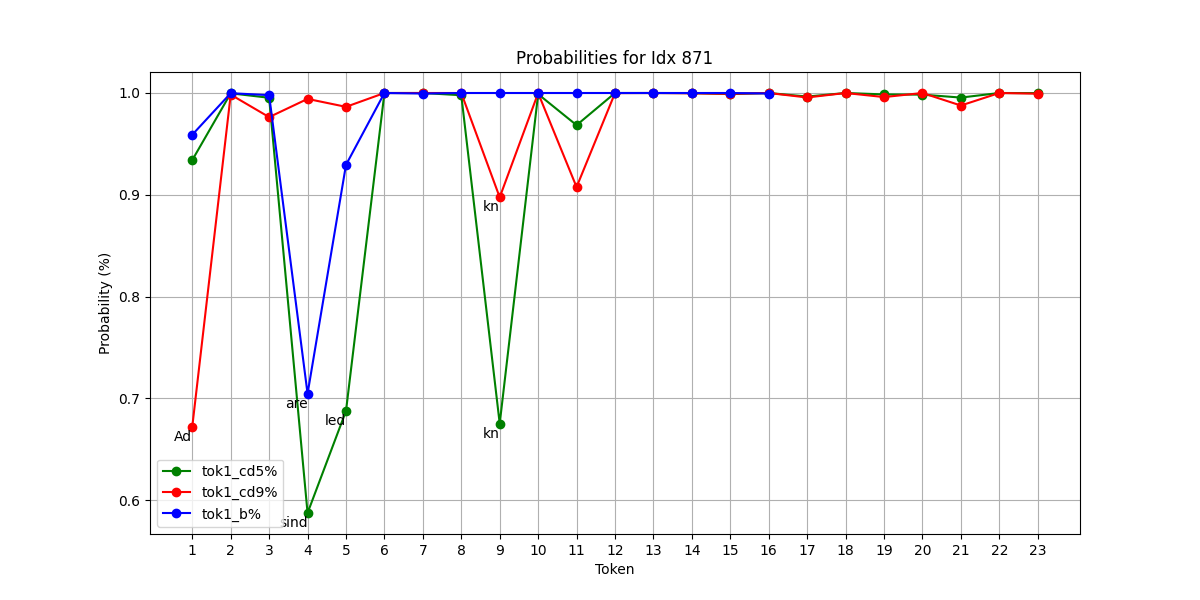 Probabilities for Idx 871
Probability (%)
1.0
0.9
0.8
0.7
0.6
kn
are
led
Ad
kn
sind
tok1_cd5%
tok1_cd9%
tok1_b%
1 2 3 4 5 6 7 8 9 10 11 12 13 14 15 16 17 18 19 20 21 22 23
Token